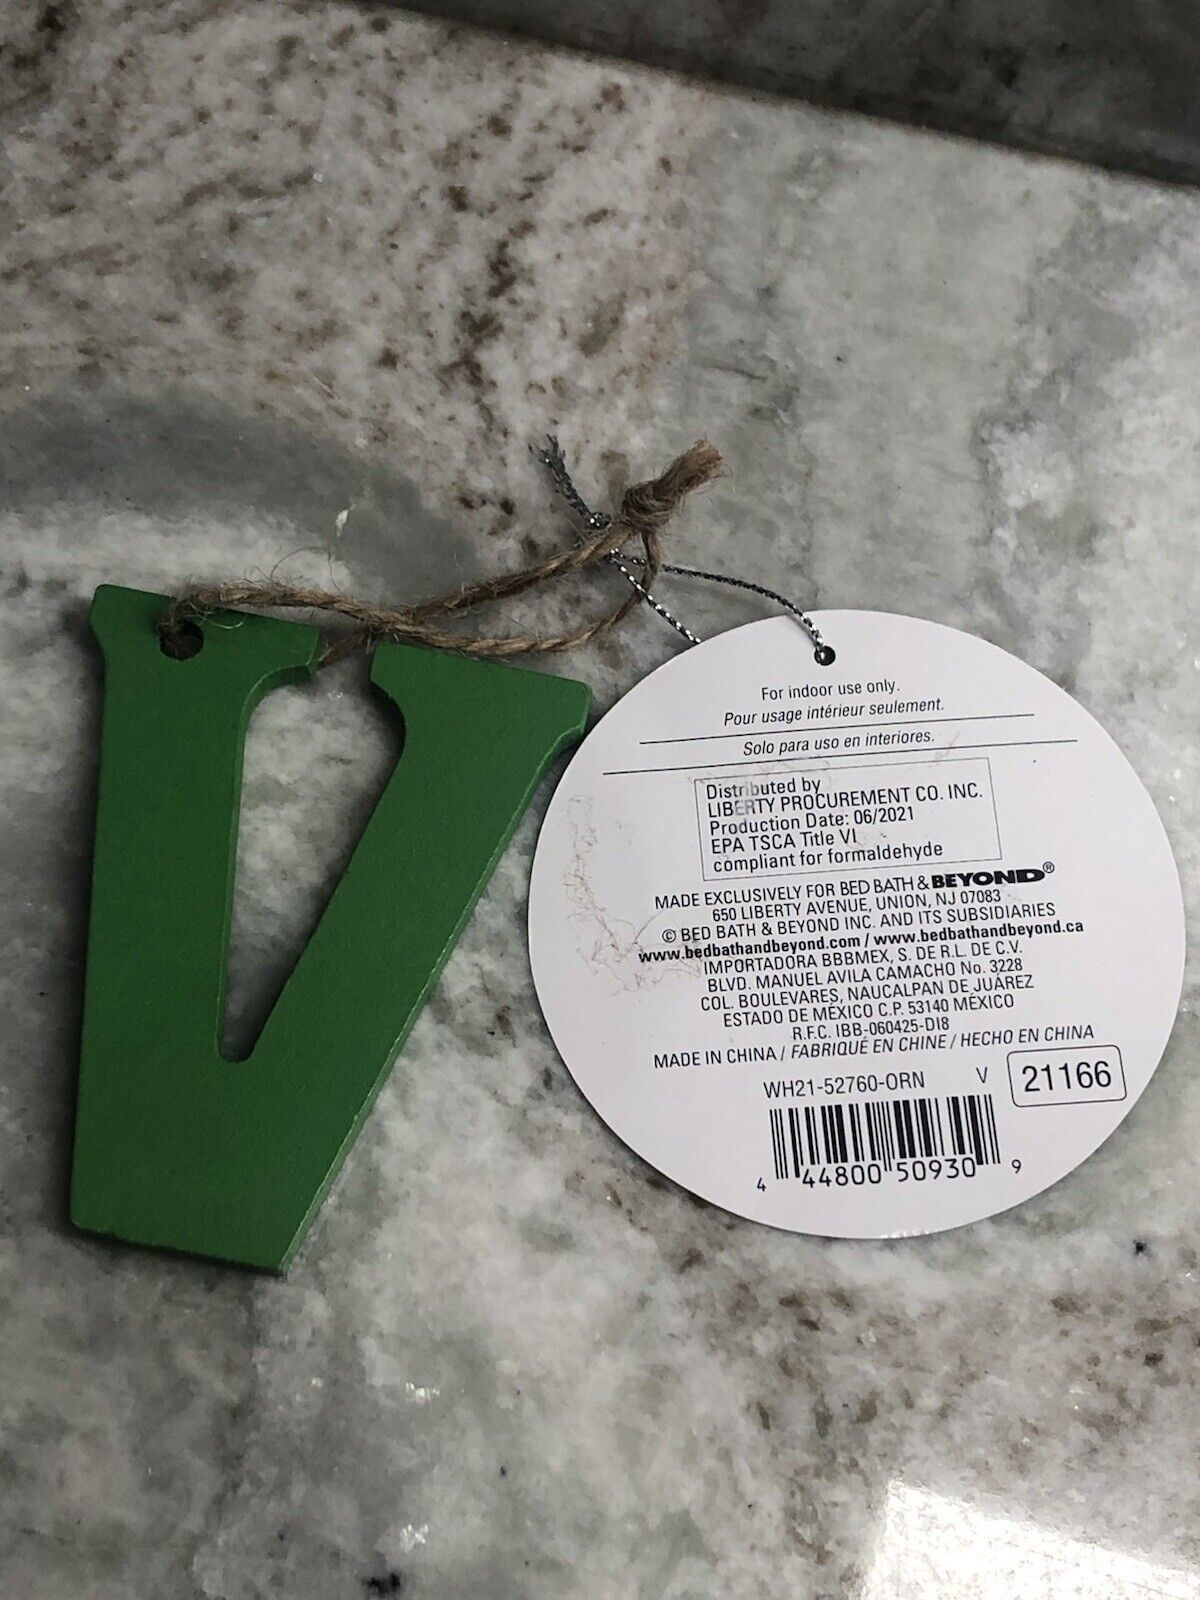 V
For indoor use only.
Pour usage intérieur seulement.
Solo para uso en interiores.
Distributed by
LIBERTY PROCUREMENT CO. INC.
Production Date: 06/2021
EPA TSCA Title VI
compliant for formaldehyde
MADE EXCLUSIVELY FOR BED BATH & BEYOND®
650 LIBERTY AVENUE, UNION, NJ 07083
© BED BATH & BEYOND INC. AND ITS SUBSIDIARIES
www.bedbathandbeyond.com / www.bedbathandbeyond.ca
IMPORTADORA BBBMEX, S. DE R.L. DE C.V.
BLVD. MANUEL AVILA CAMACHO No. 3228
COL. BOULEVARES, NAUCALPAN DE JUÁREZ
ESTADO DE MÉXICO C.P. 53140 MÉXICO
R.F.C. IBB-060425-DI8
MADE IN CHINA / FABRIQUÉ EN CHINE / HECHO EN CHINA
WH21-52760-ORN V 21166
4 44800 50930 9